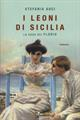 STEFANIA AUCI
I LEONI DI
SICILIA
LA SAGA DEI FLORIO